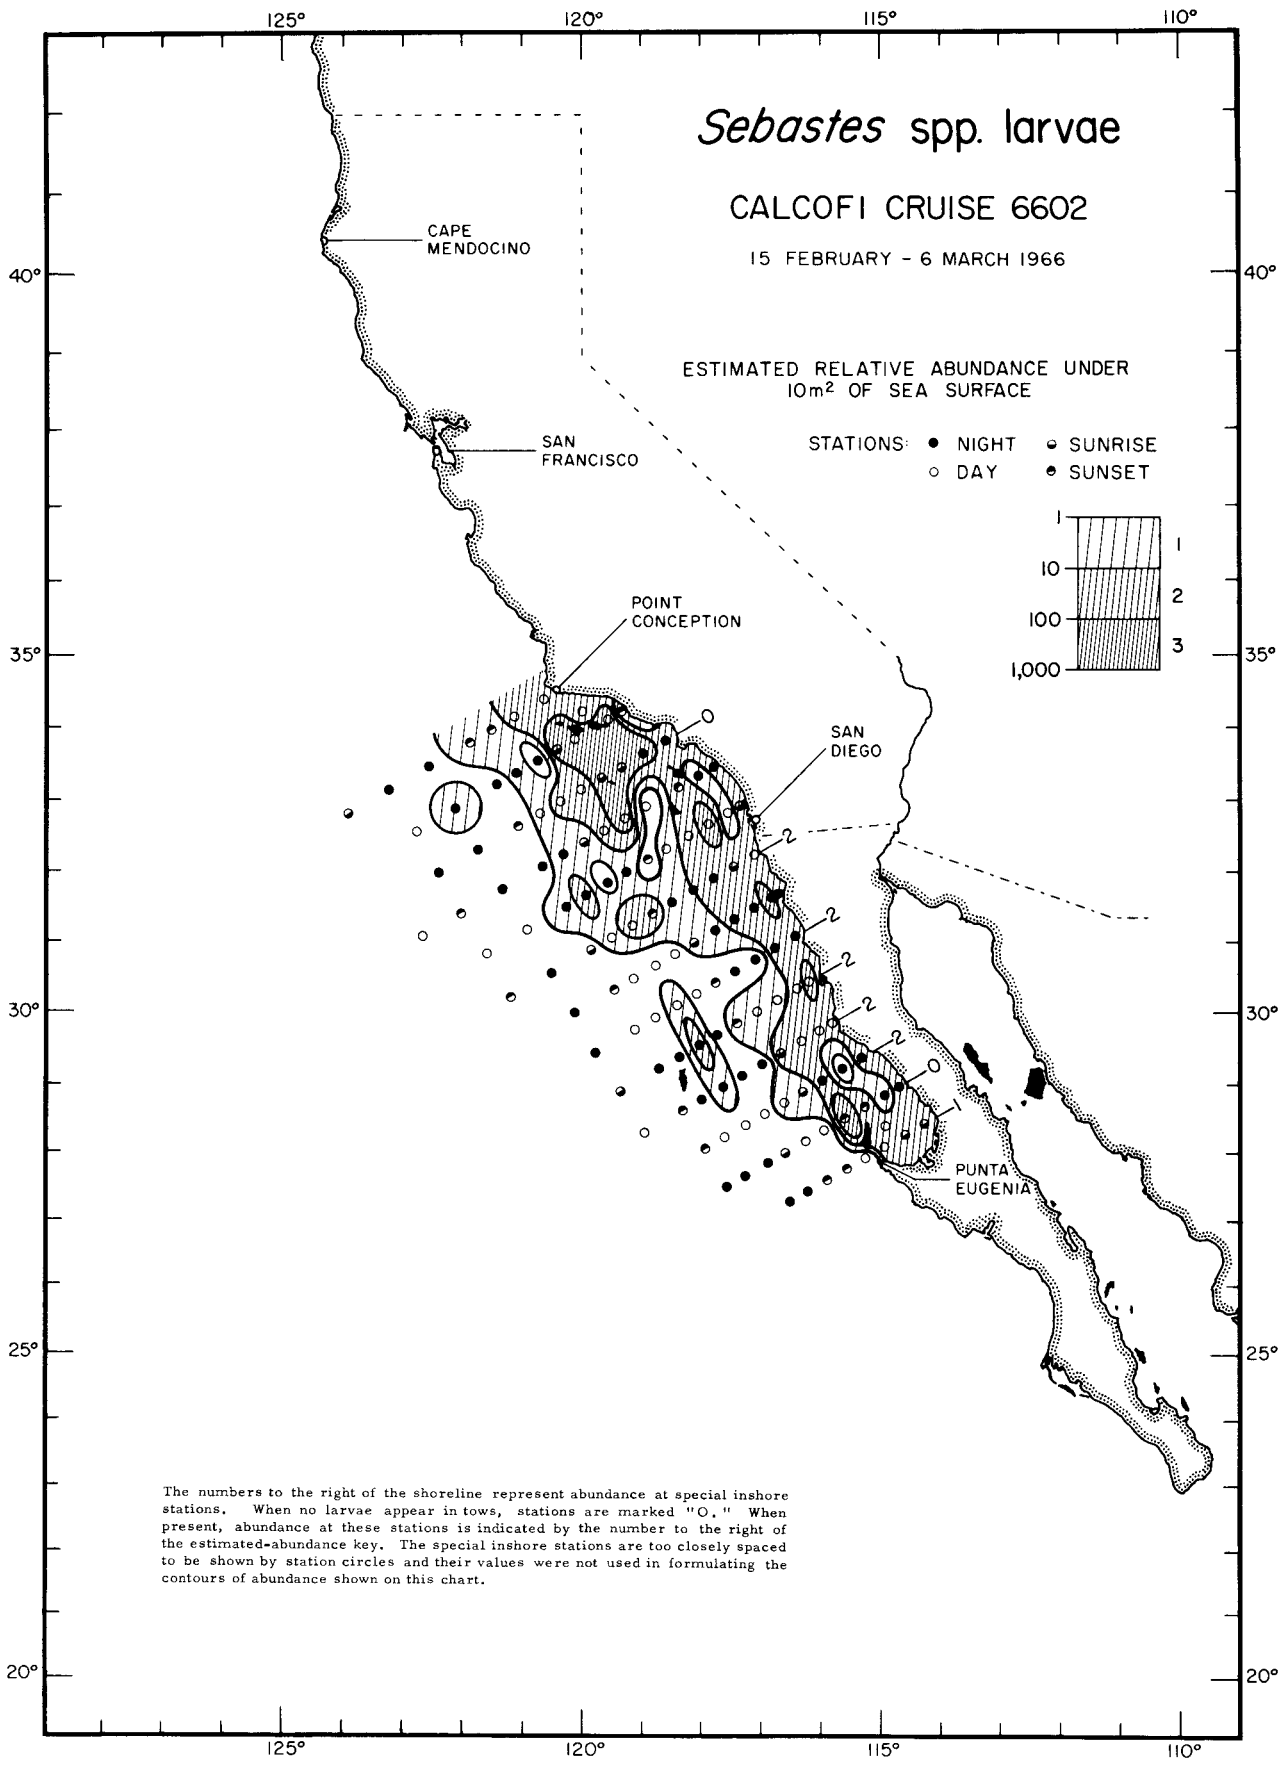 125° 120° 115° 110°
Sebastes spp. larvae
CALCOFI CRUISE 6602
15 FEBRUARY - 6 MARCH 1966
CAPE
MENDOCINO
40° 40°
ESTIMATED RELATIVE ABUNDANCE UNDER
10m² OF SEA SURFACE
STATIONS: NIGHT SUNRISE
DAY SUNSET
SAN
FRANCISCO
1
1
10
2
100
3
1,000
POINT
CONCEPTION
35° 35°
0
SAN
DIEGO
2
2
2
30° 30°
2
2
0
1
PUNTA
EUGENIA
25° 25°
The numbers to the right of the shoreline represent abundance at special inshore
stations. When no larvae appear in tows, stations are marked "O." When
present, abundance at these stations is indicated by the number to the right of
the estimated-abundance key. The special inshore stations are too closely spaced
to be shown by station circles and their values were not used in formulating the
contours of abundance shown on this chart.
20° 20°
125° 120° 115° 110°